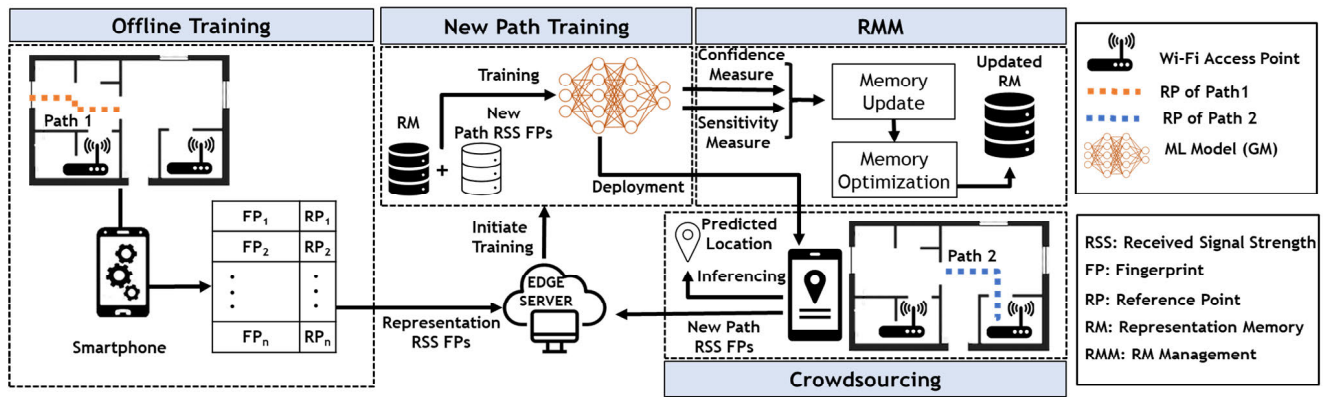 Offline Training
Path 1
Smartphone
FP1 RP1
FP2 RP2
FPn RPn
Representation
RSS FPs
EDGE
SERVER
Initiate
Training
New Path Training
RM
+
Training
New
Path RSS FPs
Deployment
RMM
Confidence
Measure
Sensitivity
Measure
Memory
Update
Memory
Optimization
Updated
RM
Predicted
Location
Inferencing
New Path
RSS FPs
Path 2
Crowdsourcing
Wi-Fi Access Point
RP of Path1
RP of Path 2
ML Model (GM)
RSS: Received Signal Strength
FP: Fingerprint
RP: Reference Point
RM: Representation Memory
RMM: RM Management